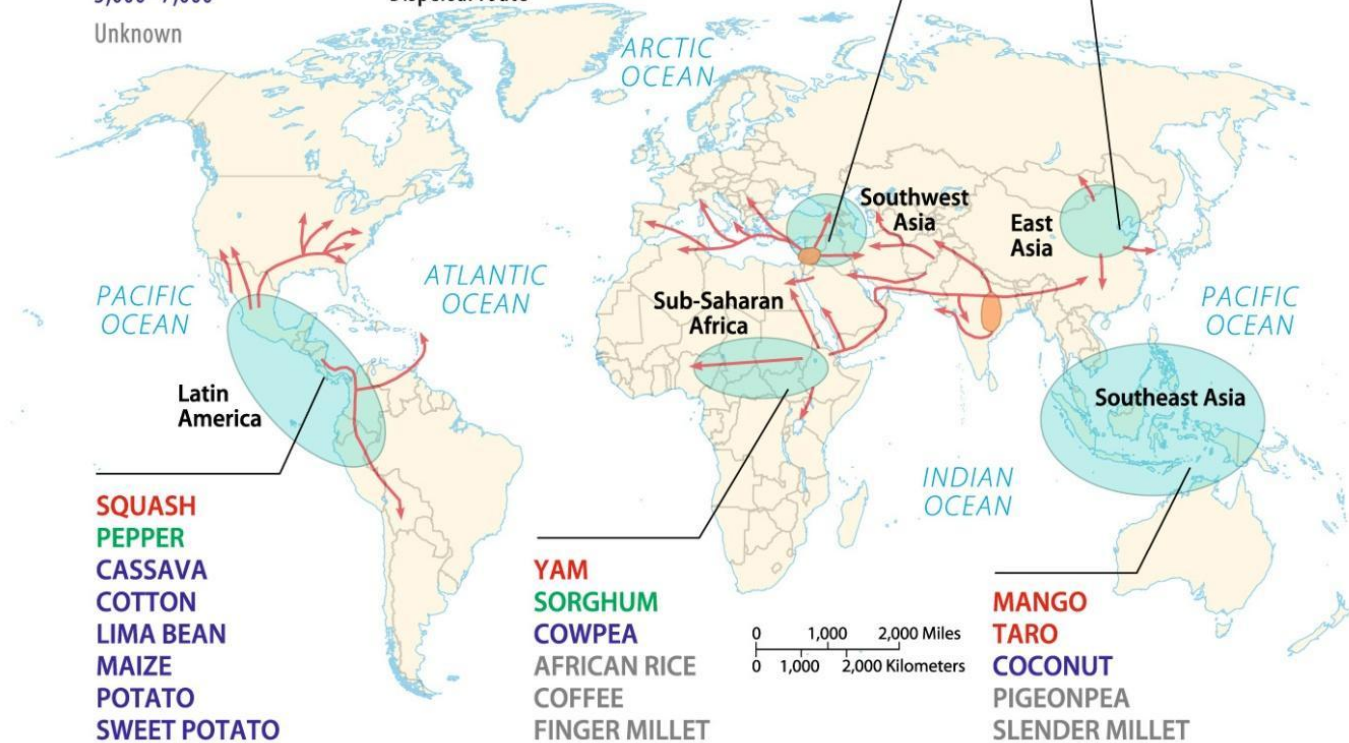 Unknown
ARCTIC
OCEAN
Southwest
Asia
East
Asia
ATLANTIC
OCEAN
PACIFIC
OCEAN
Sub-Saharan
Africa
PACIFIC
OCEAN
Latin
America
Southeast Asia
INDIAN
OCEAN
SQUASH
PEPPER
CASSAVA
COTTON
LIMA BEAN
MAIZE
POTATO
SWEET POTATO
YAM
SORGHUM
COWPEA
AFRICAN RICE
COFFEE
FINGER MILLET
0 1,000 2,000 Miles
0 1,000 2,000 Kilometers
MANGO
TARO
COCONUT
PIGEONPEA
SLENDER MILLET